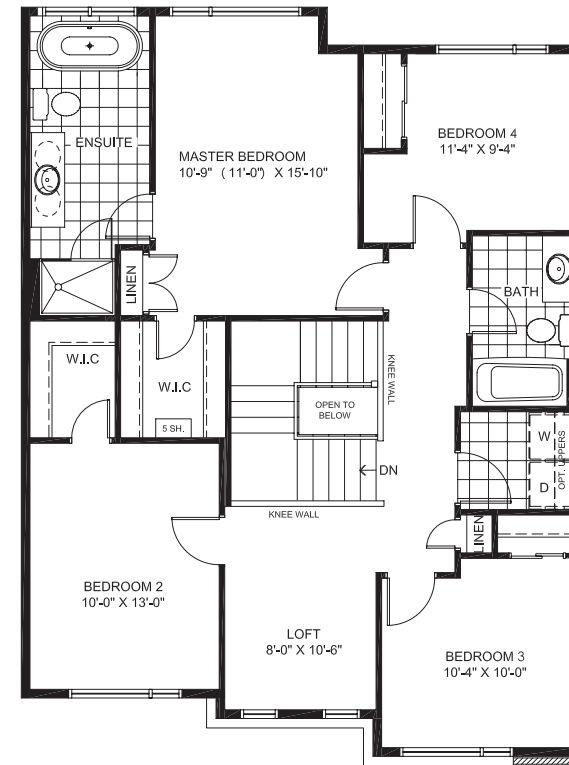 BEDROOM 4
11'-4" X 9'-4"
ENSUITE
MASTER BEDROOM
10'-9" ( 11'-0") X 15'-10"
LINEN
BATH
W.I.C
W.I.C
5 SH.
OPEN TO
BELOW
KNEE WALL
W
D
OPT. UPPERS
DN
KNEE WALL
LINEN
BEDROOM 2
10'-0" X 13'-0"
LOFT
8'-0" X 10'-6"
BEDROOM 3
10'-4" X 10'-0"